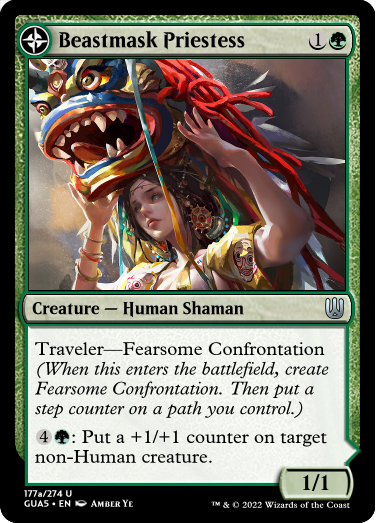 Beastmask Priestess 1
Creature — Human Shaman
Traveler—Fearsome Confrontation
(When this enters the battlefield, create
Fearsome Confrontation. Then put a
step counter on a path you control.)
4 : Put a +1/+1 counter on target
non-Human creature.
1/1
177a/274 U
GUA5 • EN Amber Ye
™ & © 2022 Wizards of the Coast